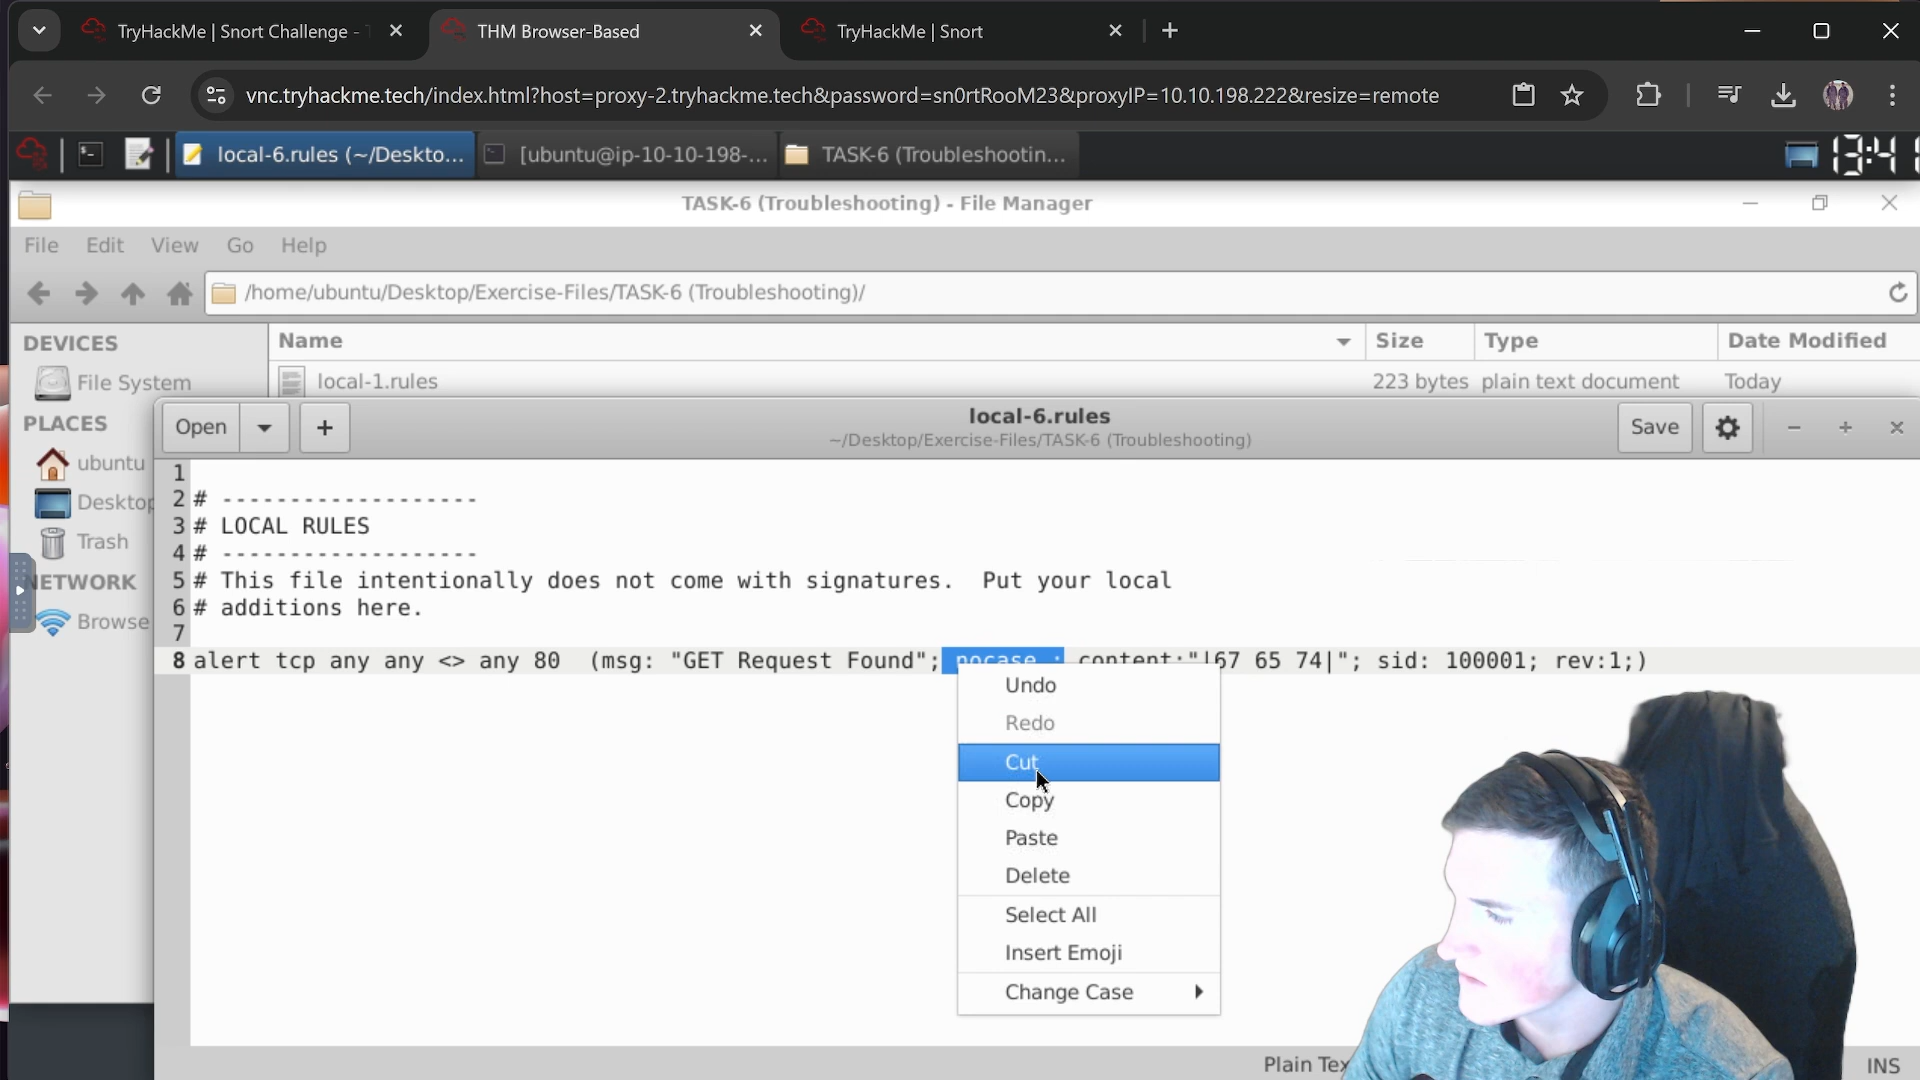 TryHackMe | Snort Challenge -
THM Browser-Based
TryHackMe | Snort
vnc.tryhackme.tech/index.html?host=proxy-2.tryhackme.tech&password=sn0rtRooM23&proxyIP=10.10.198.222&resize=remote
local-6.rules (~/Deskto...
[ubuntu@ip-10-10-198-...
TASK-6 (Troubleshootin...
13:4
TASK-6 (Troubleshooting) - File Manager
File Edit View Go Help
/home/ubuntu/Desktop/Exercise-Files/TASK-6 (Troubleshooting)/
DEVICES
File System
PLACES
ubuntu
Desktop
Trash
NETWORK
Browse
Name Size Type Date Modified
local-1.rules 223 bytes plain text document Today
Open
local-6.rules
~/Desktop/Exercise-Files/TASK-6 (Troubleshooting)
Save
1
2 # -------------------
3 # LOCAL RULES
4 # -------------------
5 # This file intentionally does not come with signatures.  Put your local
6 # additions here.
7
8 alert tcp any any <> any 80  (msg: "GET Request Found"; nocase ; content:"|67 65 74|"; sid: 100001; rev:1;)
Undo
Redo
Cut
Copy
Paste
Delete
Select All
Insert Emoji
Change Case
Plain Tex
INS